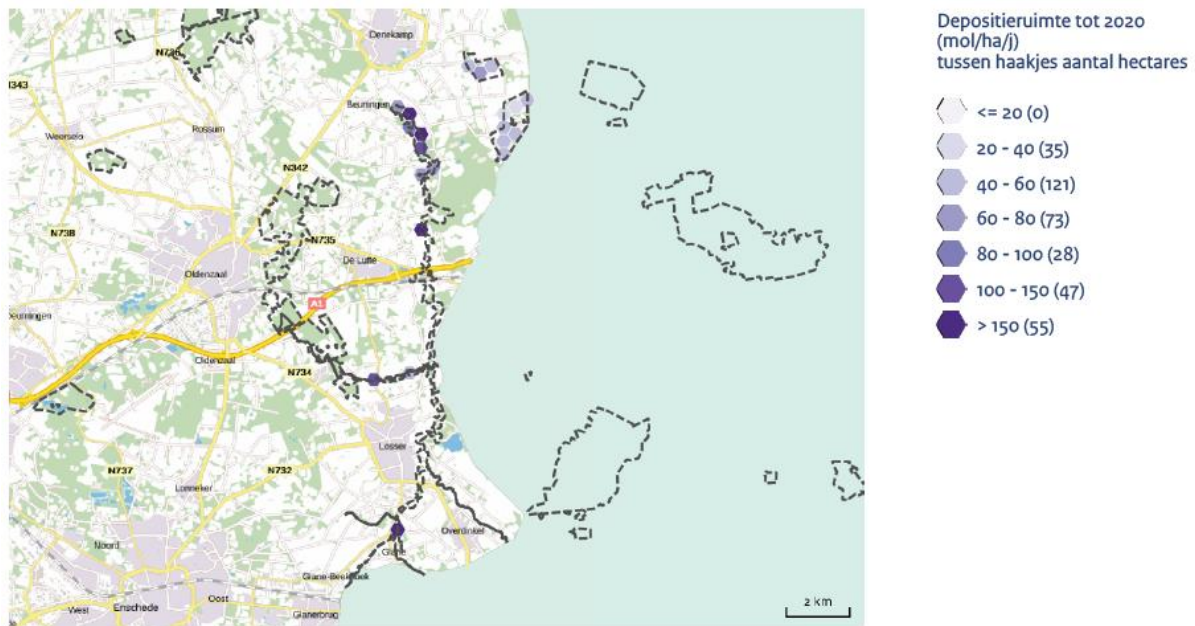 Depositieruimte tot 2020
(mol/ha/j)
tussen haakjes aantal hectares
<= 20 (0)
20 - 40 (35)
40 - 60 (121)
60 - 80 (73)
80 - 100 (28)
100 - 150 (47)
> 150 (55)
Denekamp
N736
Beuningen
Weerselo
Rossum
N342
N738
N735
De Lutte
Oldenzaal
A1
Oldenzaal
N734
Losser
N737
N732
Lonneker
Overdinkel
Noord
Glane
Glane-Beekhoek
West
Enschede
Oost
Glanerbrug
2 km